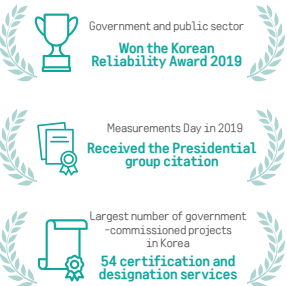 Government and public sector
Won the Korean
Reliability Award 2019
Measurements Day in 2019
Received the Presidential
group citation
Largest number of government
-commissioned projects
in Korea
54 certification and
designation services